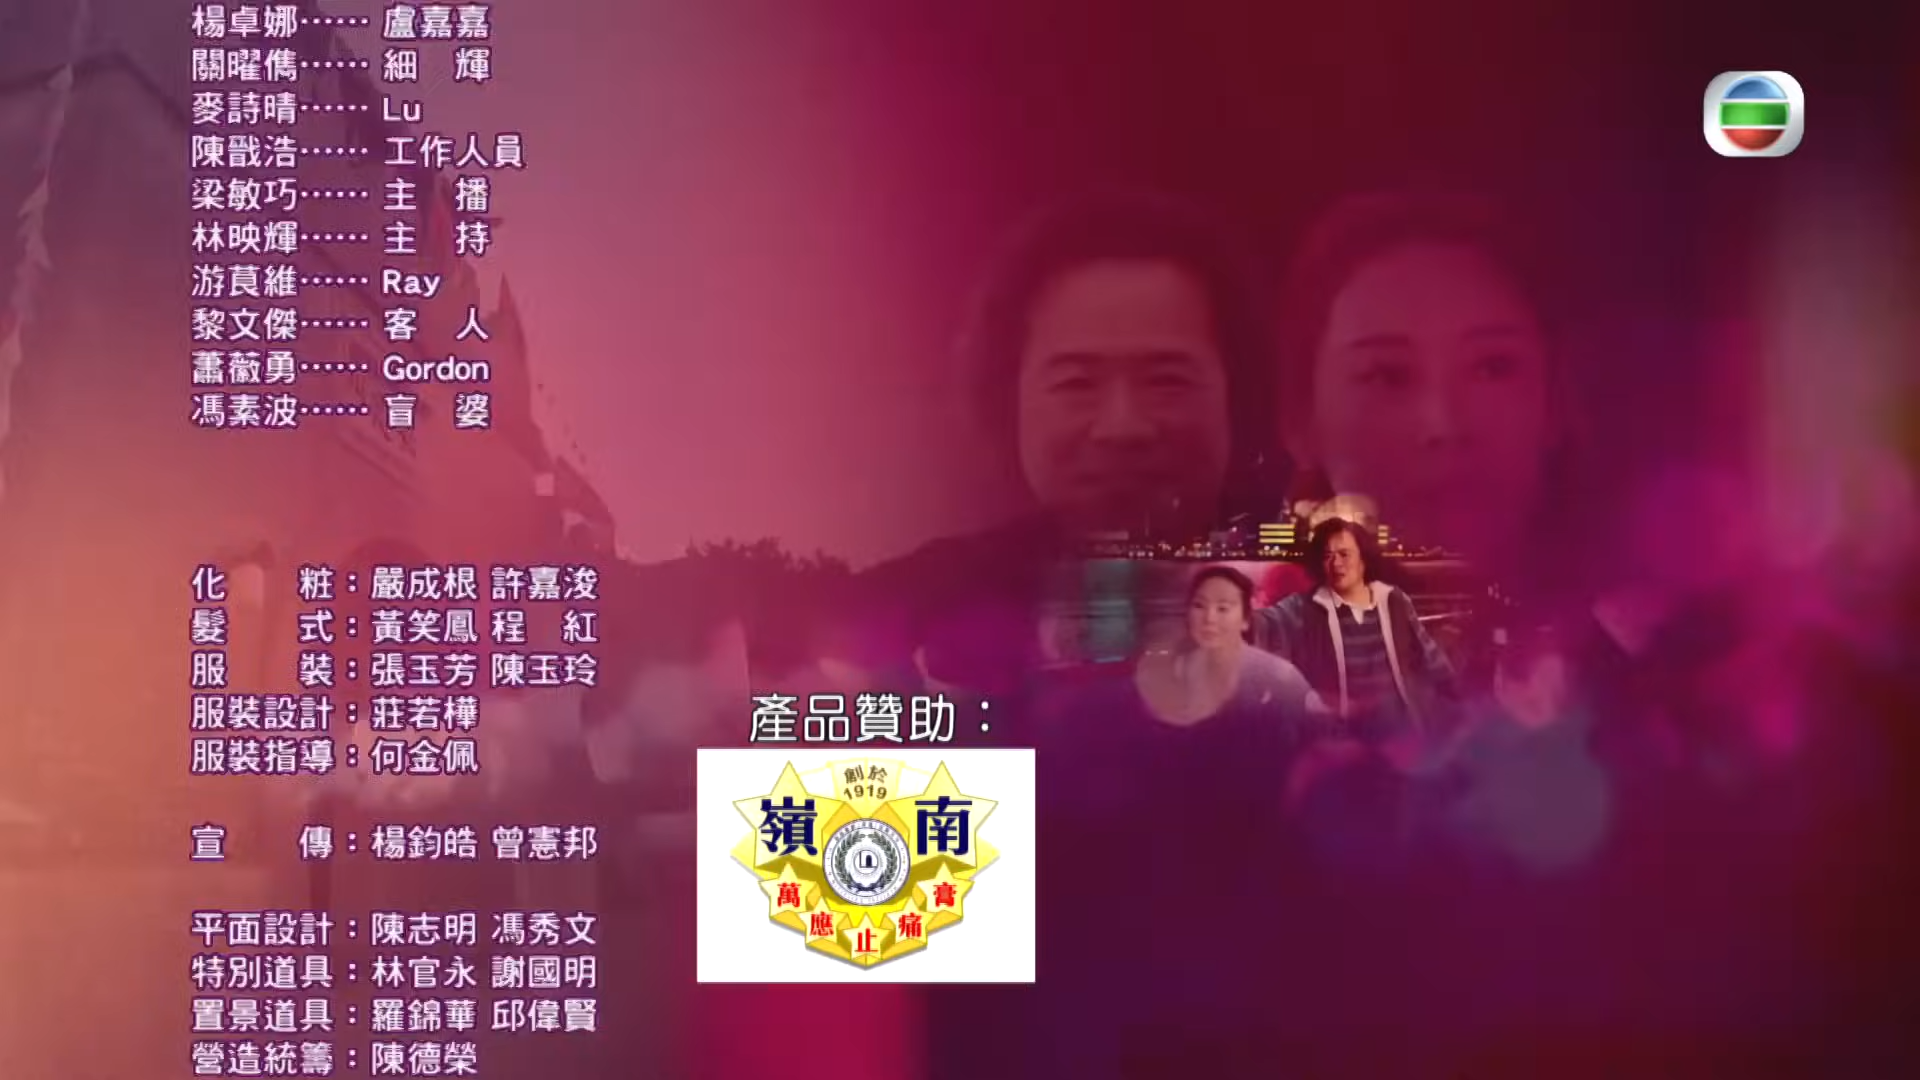 楊卓娜…… 盧嘉嘉
關曜儁…… 細 輝
麥詩晴…… Lu
陳戩浩…… 工作人員
梁敏巧…… 主 播
林映輝…… 主 持
游莨維…… Ray
黎文傑…… 客 人
蕭薇勇…… Gordon
馮素波…… 盲 婆
化 粧：嚴成根 許嘉浚
髮 式：黃笑鳳 程 紅
服 裝：張玉芳 陳玉玲
服裝設計：莊若樺
服裝指導：何金佩
宣 傳：楊鈞皓 曾憲邦
平面設計：陳志明 馮秀文
特別道具：林官永 謝國明
置景道具：羅錦華 邱偉賢
營造統籌：陳德榮
產品贊助：
創於
1919
嶺南
萬應止痛膏